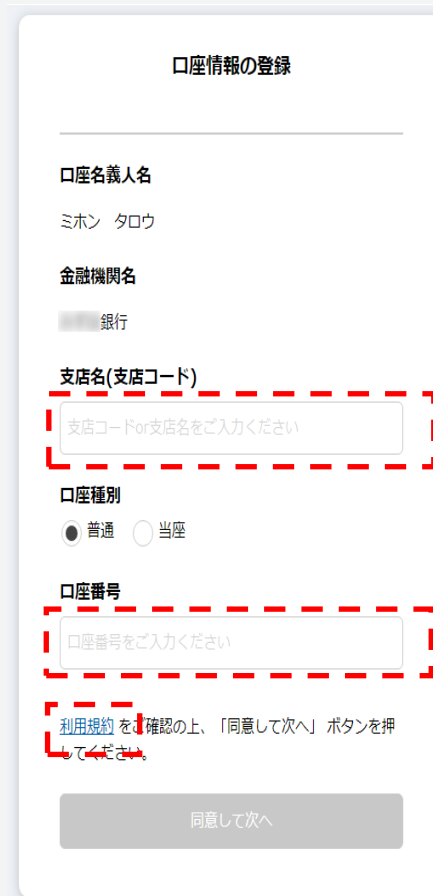 口座情報の登録
口座名義人名
ミホン　タロウ
金融機関名
銀行
支店名(支店コード)
支店コードor支店名をご入力ください
口座種別
普通　当座
口座番号
口座番号をご入力ください
利用規約 をご確認の上、「同意して次へ」 ボタンを押
してください。
同意して次へ